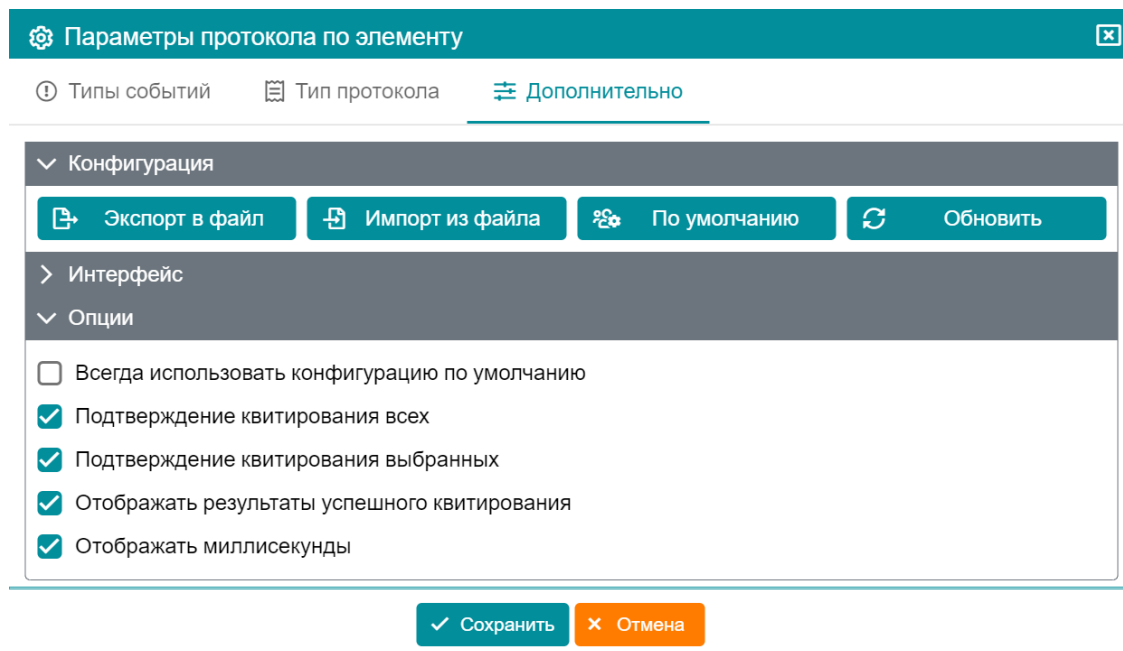 Параметры протокола по элементу
Типы событий Тип протокола Дополнительно
Конфигурация
Экспорт в файл Импорт из файла По умолчанию Обновить
Интерфейс
Опции
Всегда использовать конфигурацию по умолчанию
Подтверждение квитирования всех
Подтверждение квитирования выбранных
Отображать результаты успешного квитирования
Отображать миллисекунды
Сохранить Отмена